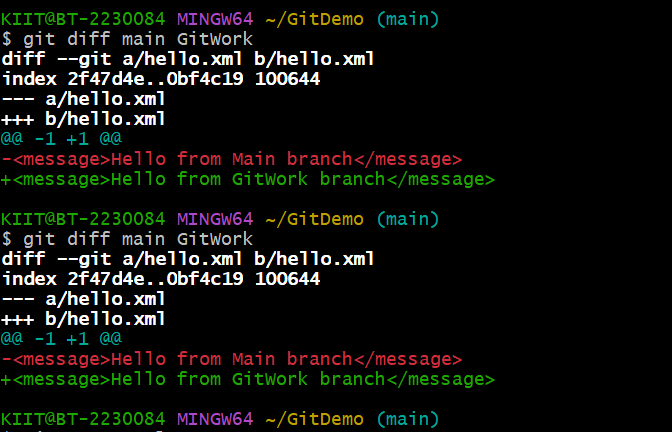 KIIT@BT-2230084 MINGW64 ~/GitDemo (main)
$ git diff main GitWork
diff --git a/hello.xml b/hello.xml
index 2f47d4e..0bf4c19 100644
--- a/hello.xml
+++ b/hello.xml
@@ -1 +1 @@
-<message>Hello from Main branch</message>
+<message>Hello from GitWork branch</message>
KIIT@BT-2230084 MINGW64 ~/GitDemo (main)
$ git diff main GitWork
diff --git a/hello.xml b/hello.xml
index 2f47d4e..0bf4c19 100644
--- a/hello.xml
+++ b/hello.xml
@@ -1 +1 @@
-<message>Hello from Main branch</message>
+<message>Hello from GitWork branch</message>
KIIT@BT-2230084 MINGW64 ~/GitDemo (main)